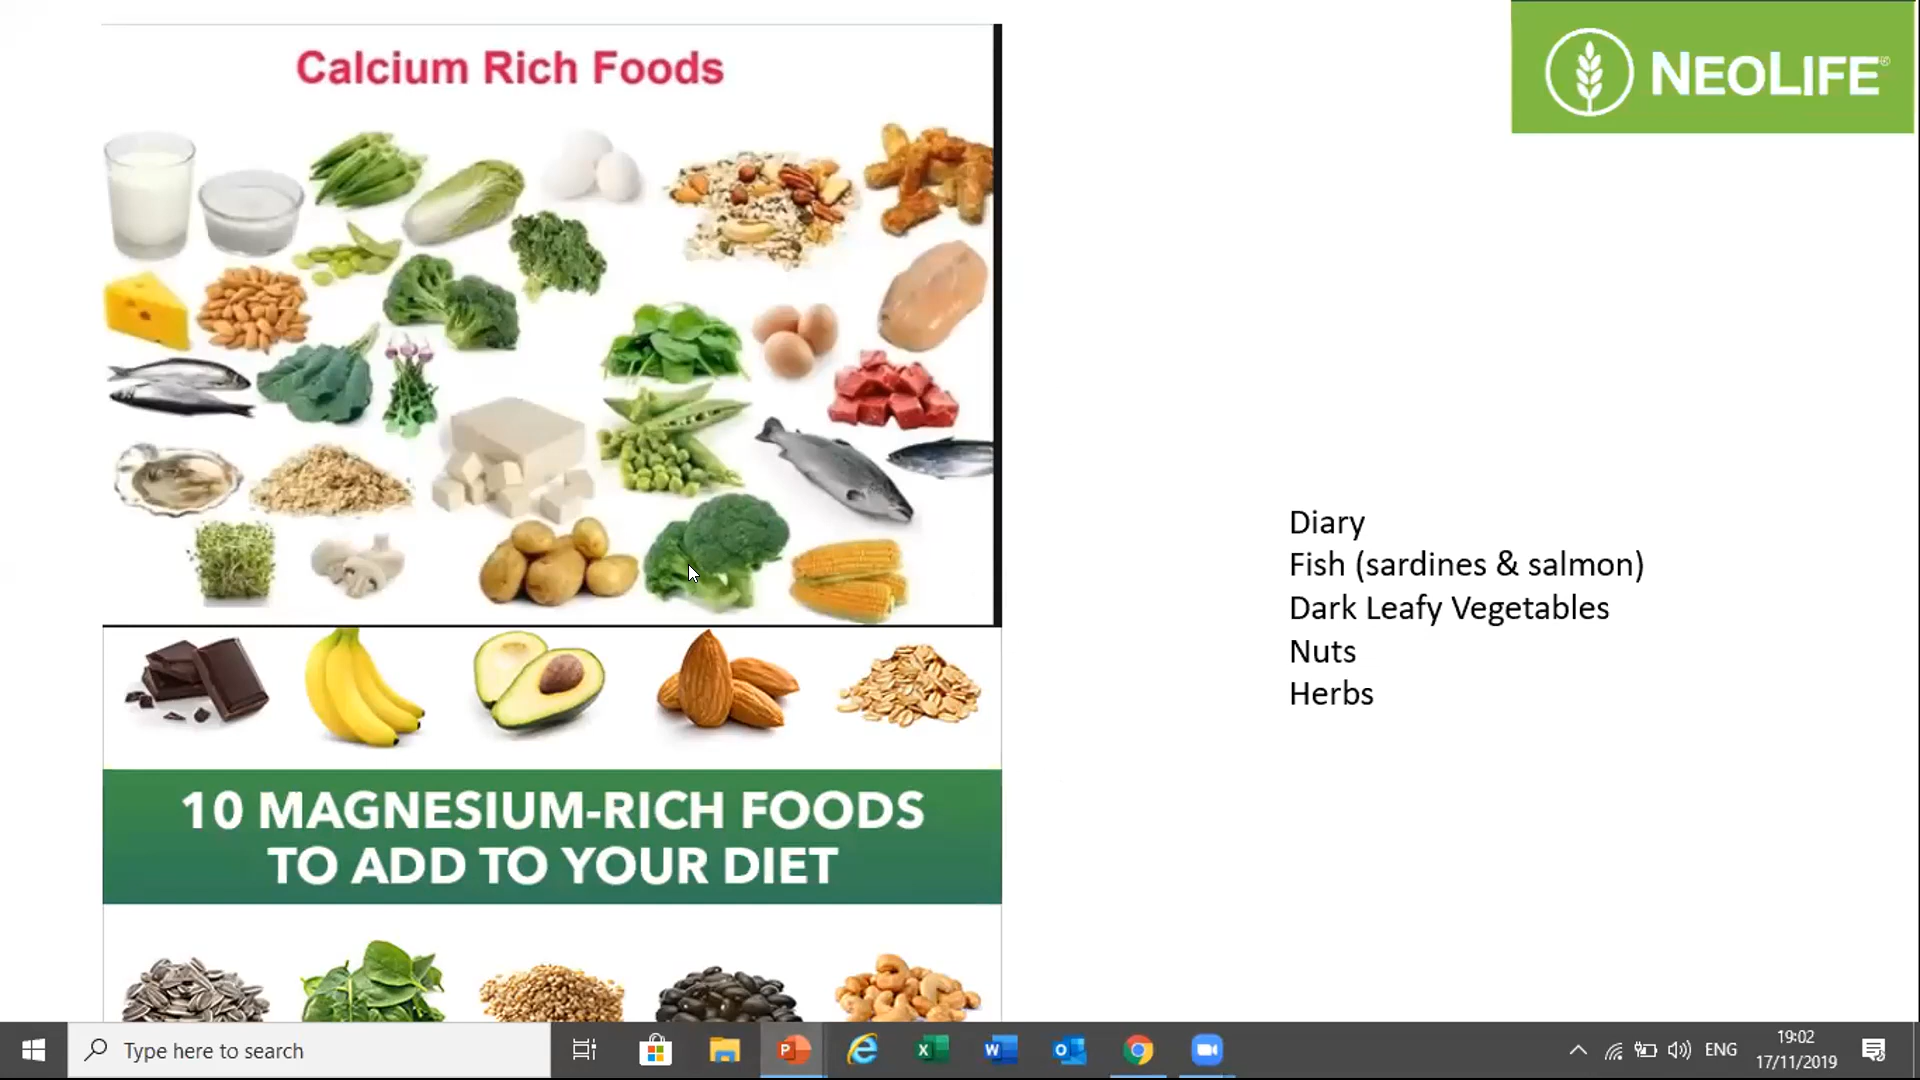 Calcium Rich Foods
NEOLIFE®
Diary
Fish (sardines & salmon)
Dark Leafy Vegetables
Nuts
Herbs
10 MAGNESIUM-RICH FOODS
TO ADD TO YOUR DIET
Type here to search
ENG
19:02
17/11/2019